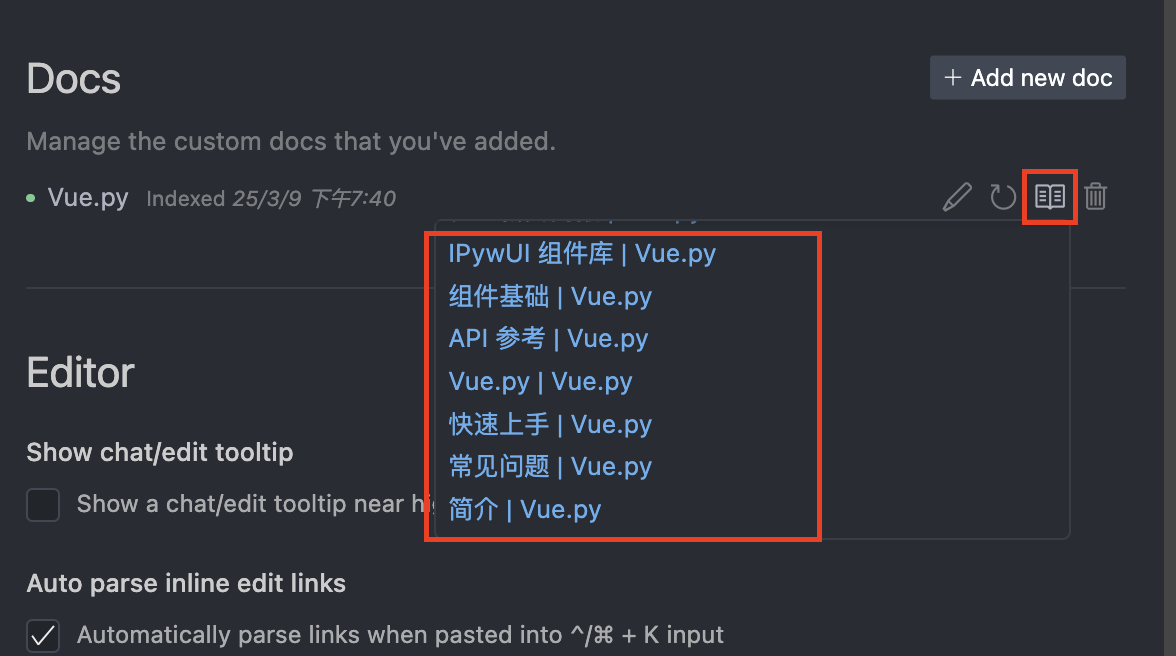 Docs
+ Add new doc
Manage the custom docs that you've added.
Vue.py Indexed 25/3/9 下午7:40
IPywUI 组件库 | Vue.py
组件基础 | Vue.py
API 参考 | Vue.py
Vue.py | Vue.py
快速上手 | Vue.py
常见问题 | Vue.py
简介 | Vue.py
Editor
Show chat/edit tooltip
Show a chat/edit tooltip near
Auto parse inline edit links
Automatically parse links when pasted into ^/⌘ + K input